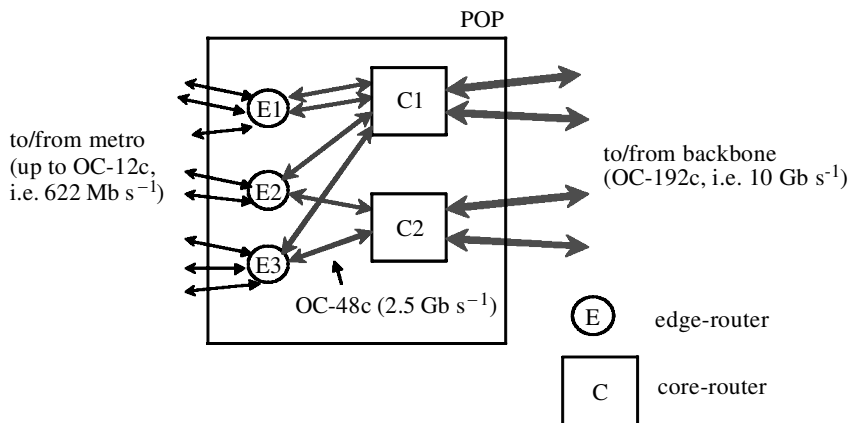 POP
E1
C1
to/from metro
(up to OC-12c,
i.e. 622 Mb s⁻¹)
to/from backbone
(OC-192c, i.e. 10 Gb s⁻¹)
E2
C2
E3
OC-48c (2.5 Gb s⁻¹)
E edge-router
C core-router